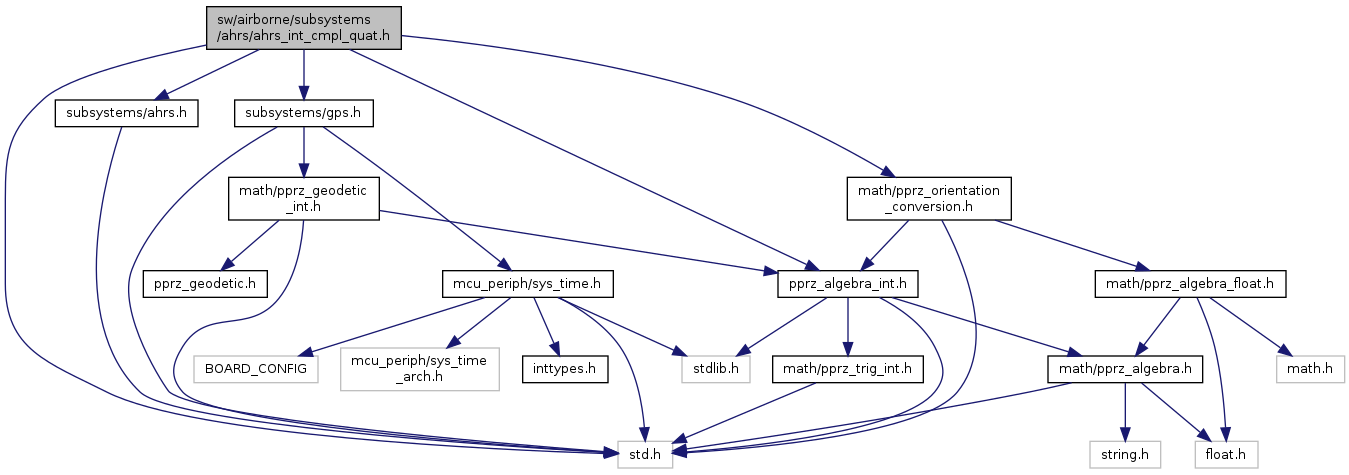 sw/airborne/subsystems
/ahrs/ahrs_int_cmpl_quat.h
subsystems/ahrs.h
subsystems/gps.h
math/pprz_geodetic
_int.h
math/pprz_orientation
_conversion.h
pprz_geodetic.h
mcu_periph/sys_time.h
pprz_algebra_int.h
math/pprz_algebra_float.h
BOARD_CONFIG
mcu_periph/sys_time
_arch.h
inttypes.h
stdlib.h
math/pprz_trig_int.h
math/pprz_algebra.h
math.h
std.h
string.h
float.h